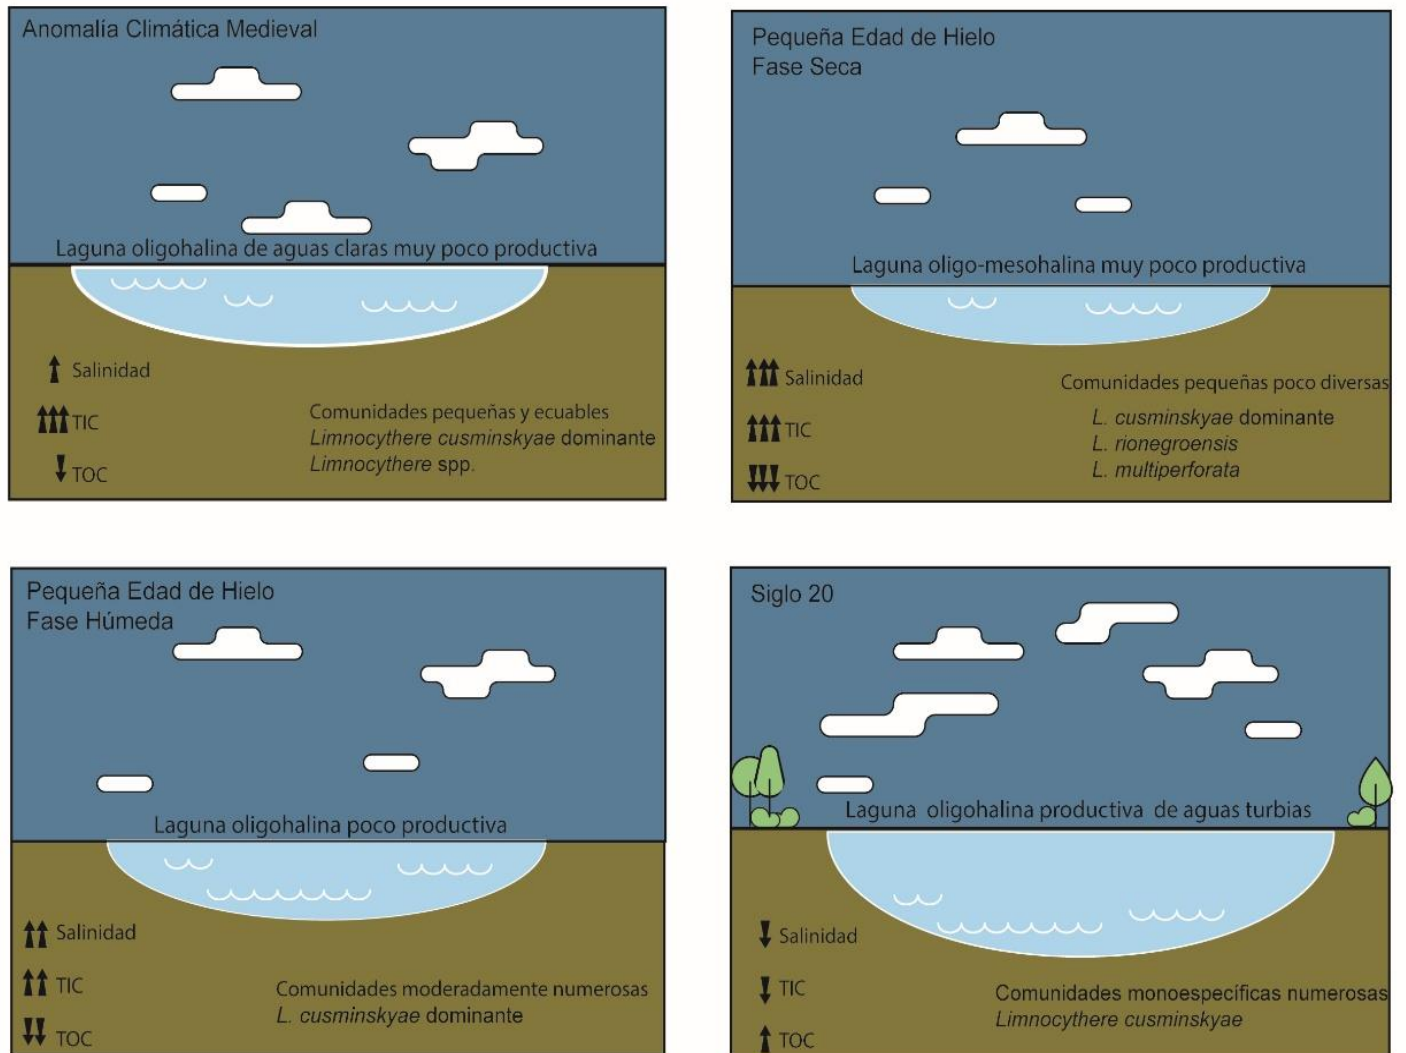 Anomalía Climática Medieval
Laguna oligohalina de aguas claras muy poco productiva
Salinidad
TIC
TOC
Comunidades pequeñas y ecuables
Limnocythere cusminskyae dominante
Limnocythere spp.
Pequeña Edad de Hielo
Fase Seca
Laguna oligo-mesohalina muy poco productiva
Salinidad
TIC
TOC
Comunidades pequeñas poco diversas
L. cusminskyae dominante
L. rionegroensis
L. multiperforata
Pequeña Edad de Hielo
Fase Húmeda
Laguna oligohalina poco productiva
Salinidad
TIC
TOC
Comunidades moderadamente numerosas
L. cusminskyae dominante
Siglo 20
Laguna oligohalina productiva de aguas turbias
Salinidad
TIC
TOC
Comunidades monoespecíficas numerosas
Limnocythere cusminskyae